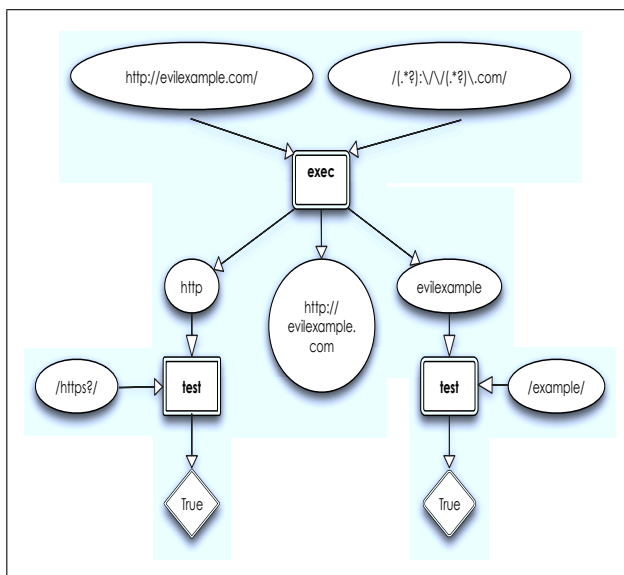 http://evilexample.com/
/(.*?):\/\/(.*?)\.com/
exec
http
http://
evilexample.
com
evilexample
/https?/
test
test
/example/
True
True